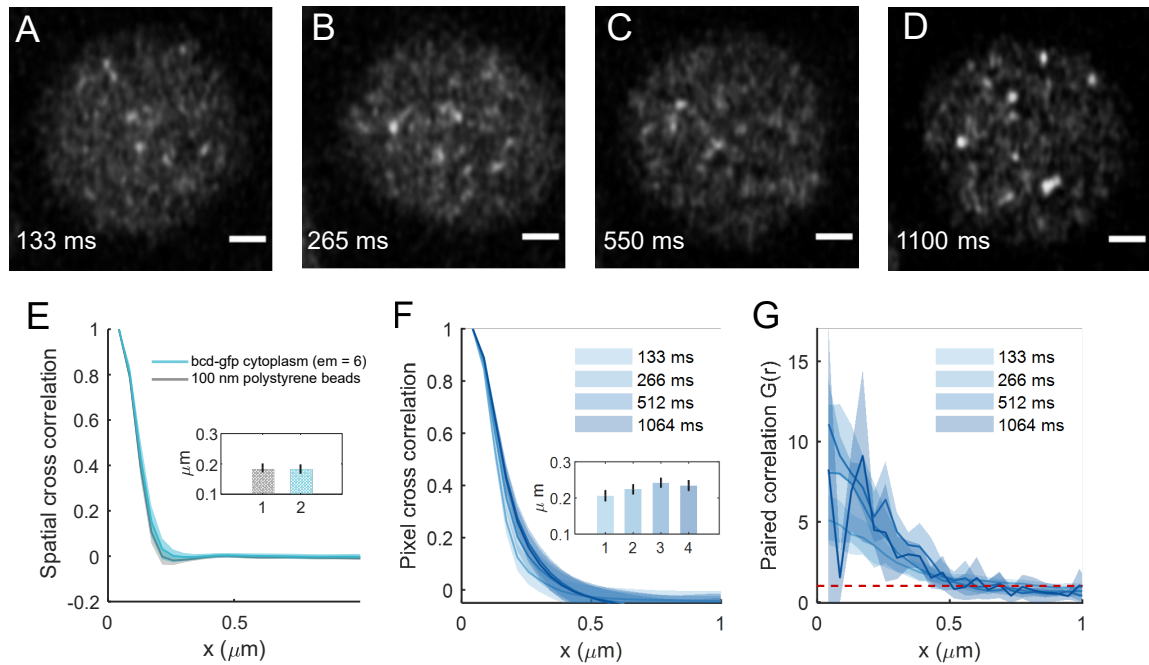 A
B
C
D
133 ms
265 ms
550 ms
1100 ms
E
F
G
Spatial cross correlation
1
0.8
0.6
0.4
0.2
0
-0.2
0
0.5
x (μm)
bcd-gfp cytoplasm (em = 6)
100 nm polystyrene beads
μm
0.3
0.2
0.1
1
2
Pixel cross correlation
1
0.8
0.6
0.4
0.2
0
0
0.5
1
x (μm)
133 ms
266 ms
512 ms
1064 ms
μ m
0.3
0.2
0.1
1
2
3
4
Paired correlation G(r)
15
10
5
0
0
0.5
1
x (μm)
133 ms
266 ms
512 ms
1064 ms